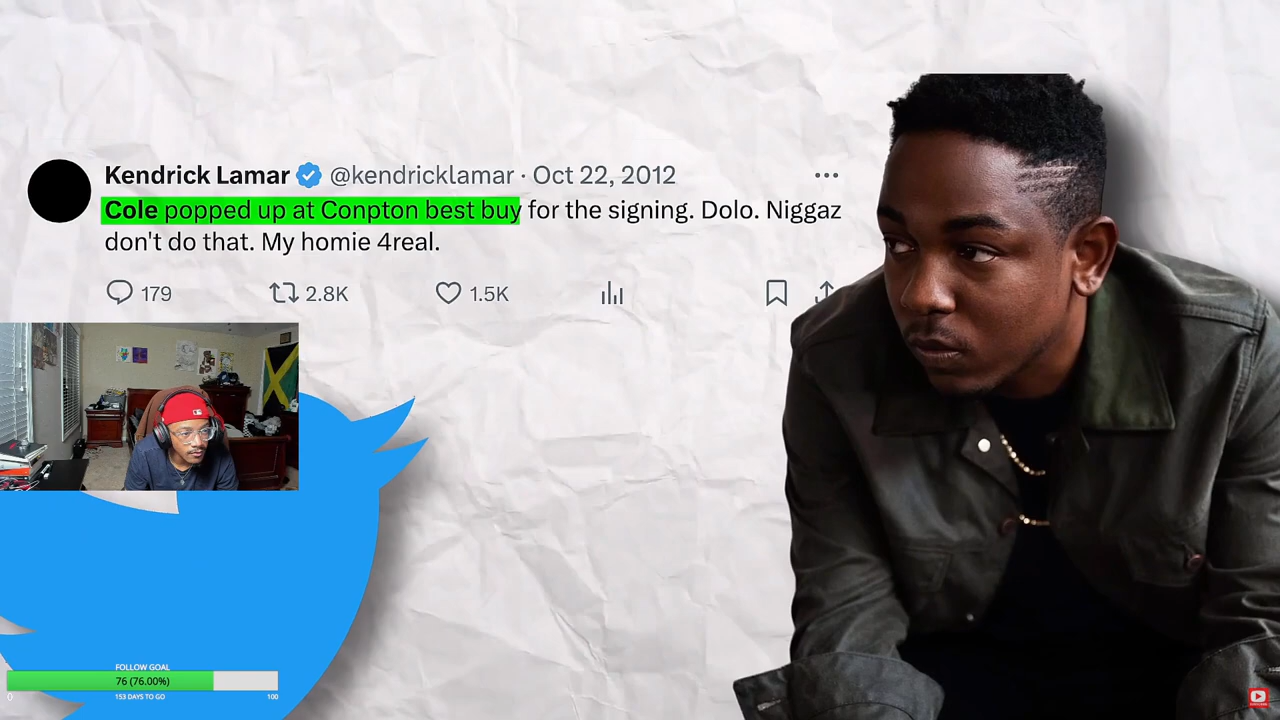 Kendrick Lamar @kendricklamar · Oct 22, 2012
Cole popped up at Conpton best buy for the signing. Dolo. Niggaz
don't do that. My homie 4real.
179 2.8K 1.5K
FOLLOW GOAL
76 (76.00%)
0 153 DAYS TO GO 100